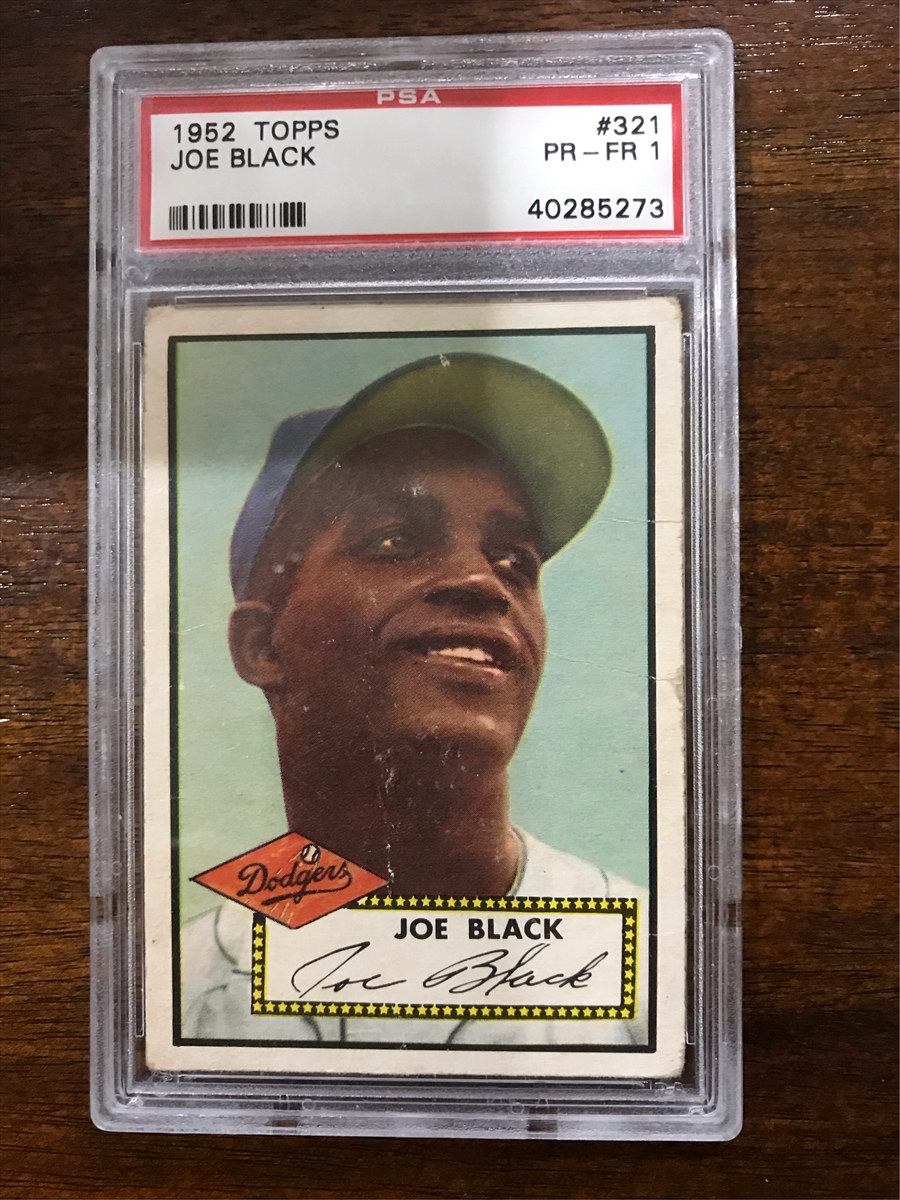 PSA
1952 TOPPS #321
JOE BLACK PR-FR 1
40285273
Dodgers
JOE BLACK
Joe Black